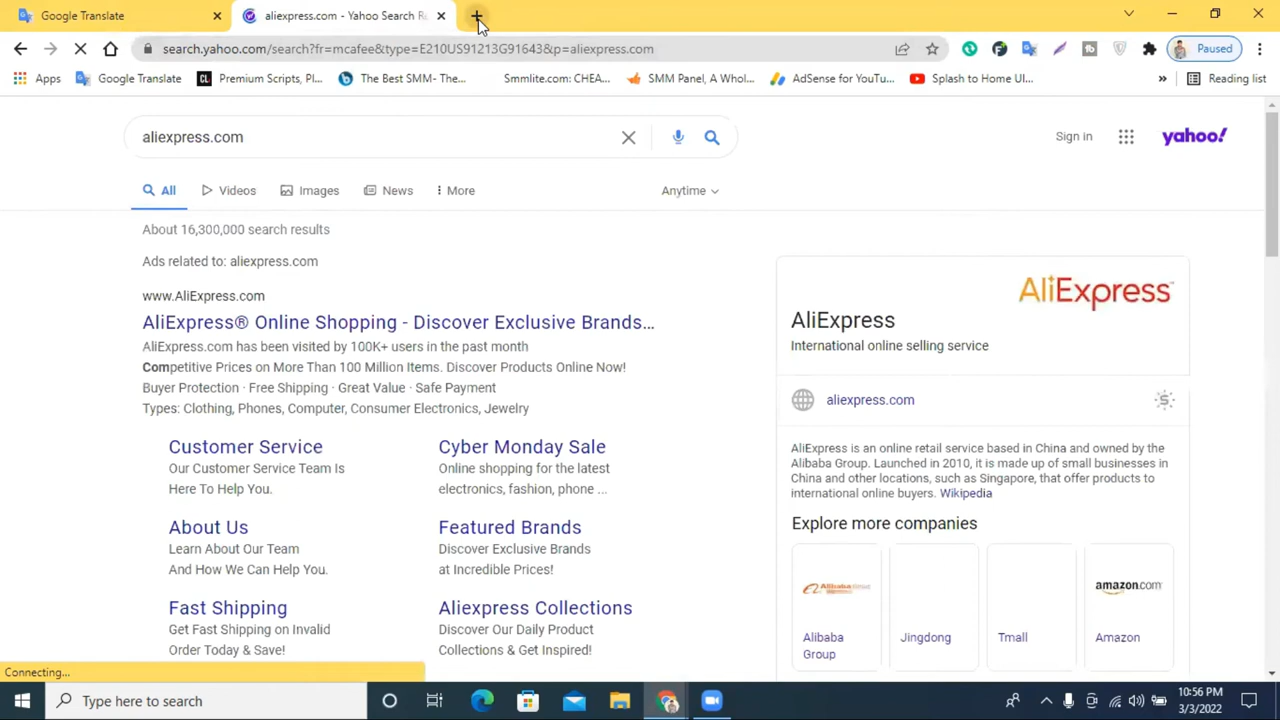 Google Translate
aliexpress.com - Yahoo Search Re
search.yahoo.com/search?fr=mcafee&type=E210US91213G91643&p=aliexpress.com
Paused
Apps
Google Translate
Premium Scripts, Pl...
The Best SMM- The...
Smmlite.com: CHEA...
SMM Panel, A Whol...
AdSense for YouTu...
Splash to Home UI...
»
Reading list
aliexpress.com
Sign in
yahoo!
All
Videos
Images
News
More
Anytime
About 16,300,000 search results
Ads related to: aliexpress.com
www.AliExpress.com
AliExpress® Online Shopping - Discover Exclusive Brands...
AliExpress.com has been visited by 100K+ users in the past month
Competitive Prices on More Than 100 Million Items. Discover Products Online Now!
Buyer Protection · Free Shipping · Great Value · Safe Payment
Types: Clothing, Phones, Computer, Consumer Electronics, Jewelry
Customer Service
Our Customer Service Team Is
Here To Help You.
Cyber Monday Sale
Online shopping for the latest
electronics, fashion, phone ...
About Us
Learn About Our Team
And How We Can Help You.
Featured Brands
Discover Exclusive Brands
at Incredible Prices!
Fast Shipping
Get Fast Shipping on Invalid
Order Today & Save!
Aliexpress Collections
Discover Our Daily Product
Collections & Get Inspired!
AliExpress
AliExpress
International online selling service
aliexpress.com
AliExpress is an online retail service based in China and owned by the
Alibaba Group. Launched in 2010, it is made up of small businesses in
China and other locations, such as Singapore, that offer products to
international online buyers. Wikipedia
Explore more companies
Alibaba
Group
Jingdong
Tmall
amazon.com
Amazon
Connecting...
Type here to search
10:56 PM
3/3/2022